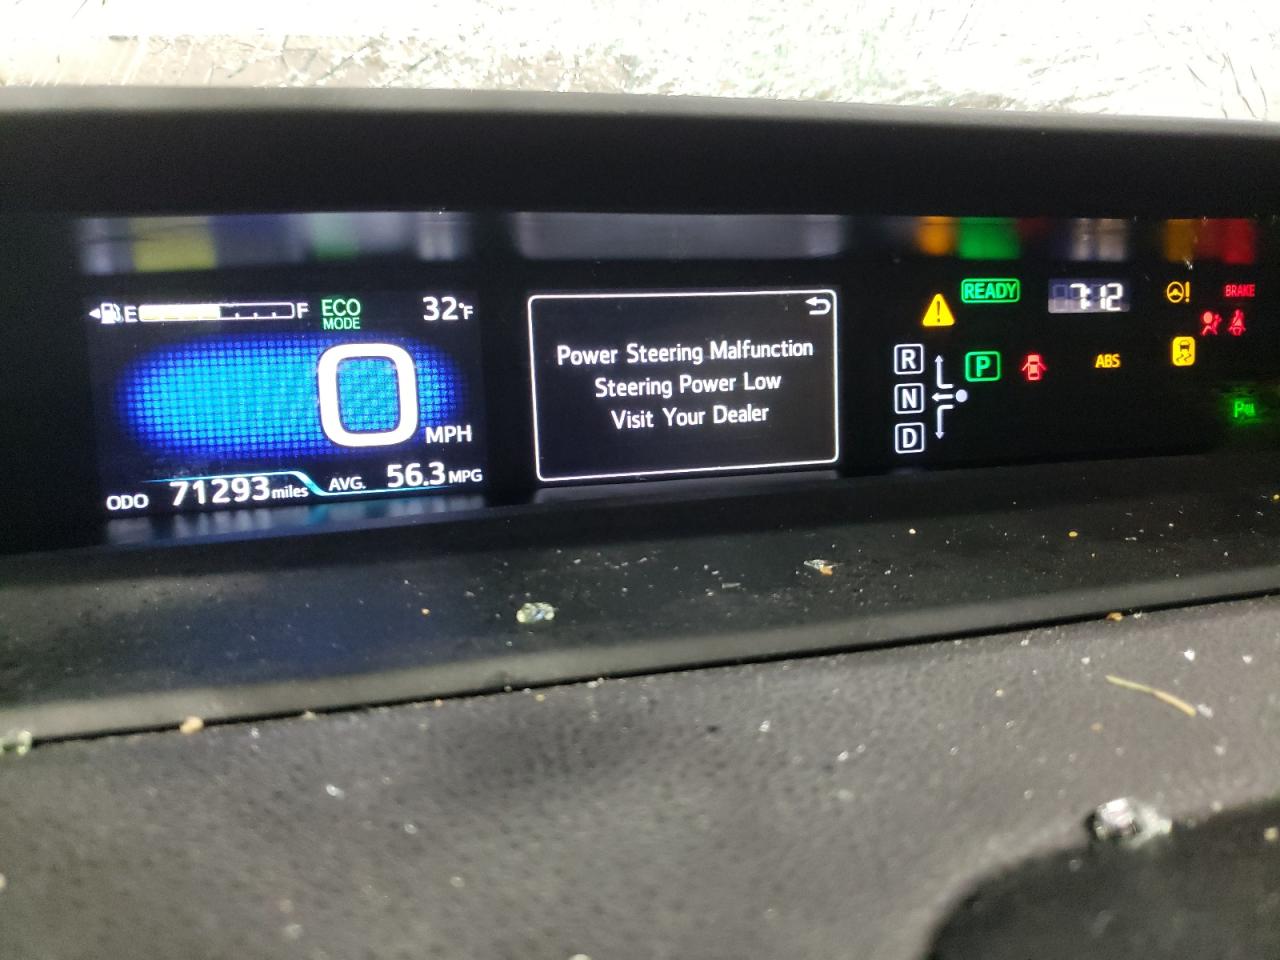 E F ECO 32°F
MODE
0 MPH
ODO 71293 miles AVG. 56.3 MPG
Power Steering Malfunction
Steering Power Low
Visit Your Dealer
READY 7:12 BRAKE
R P ABS
N
D